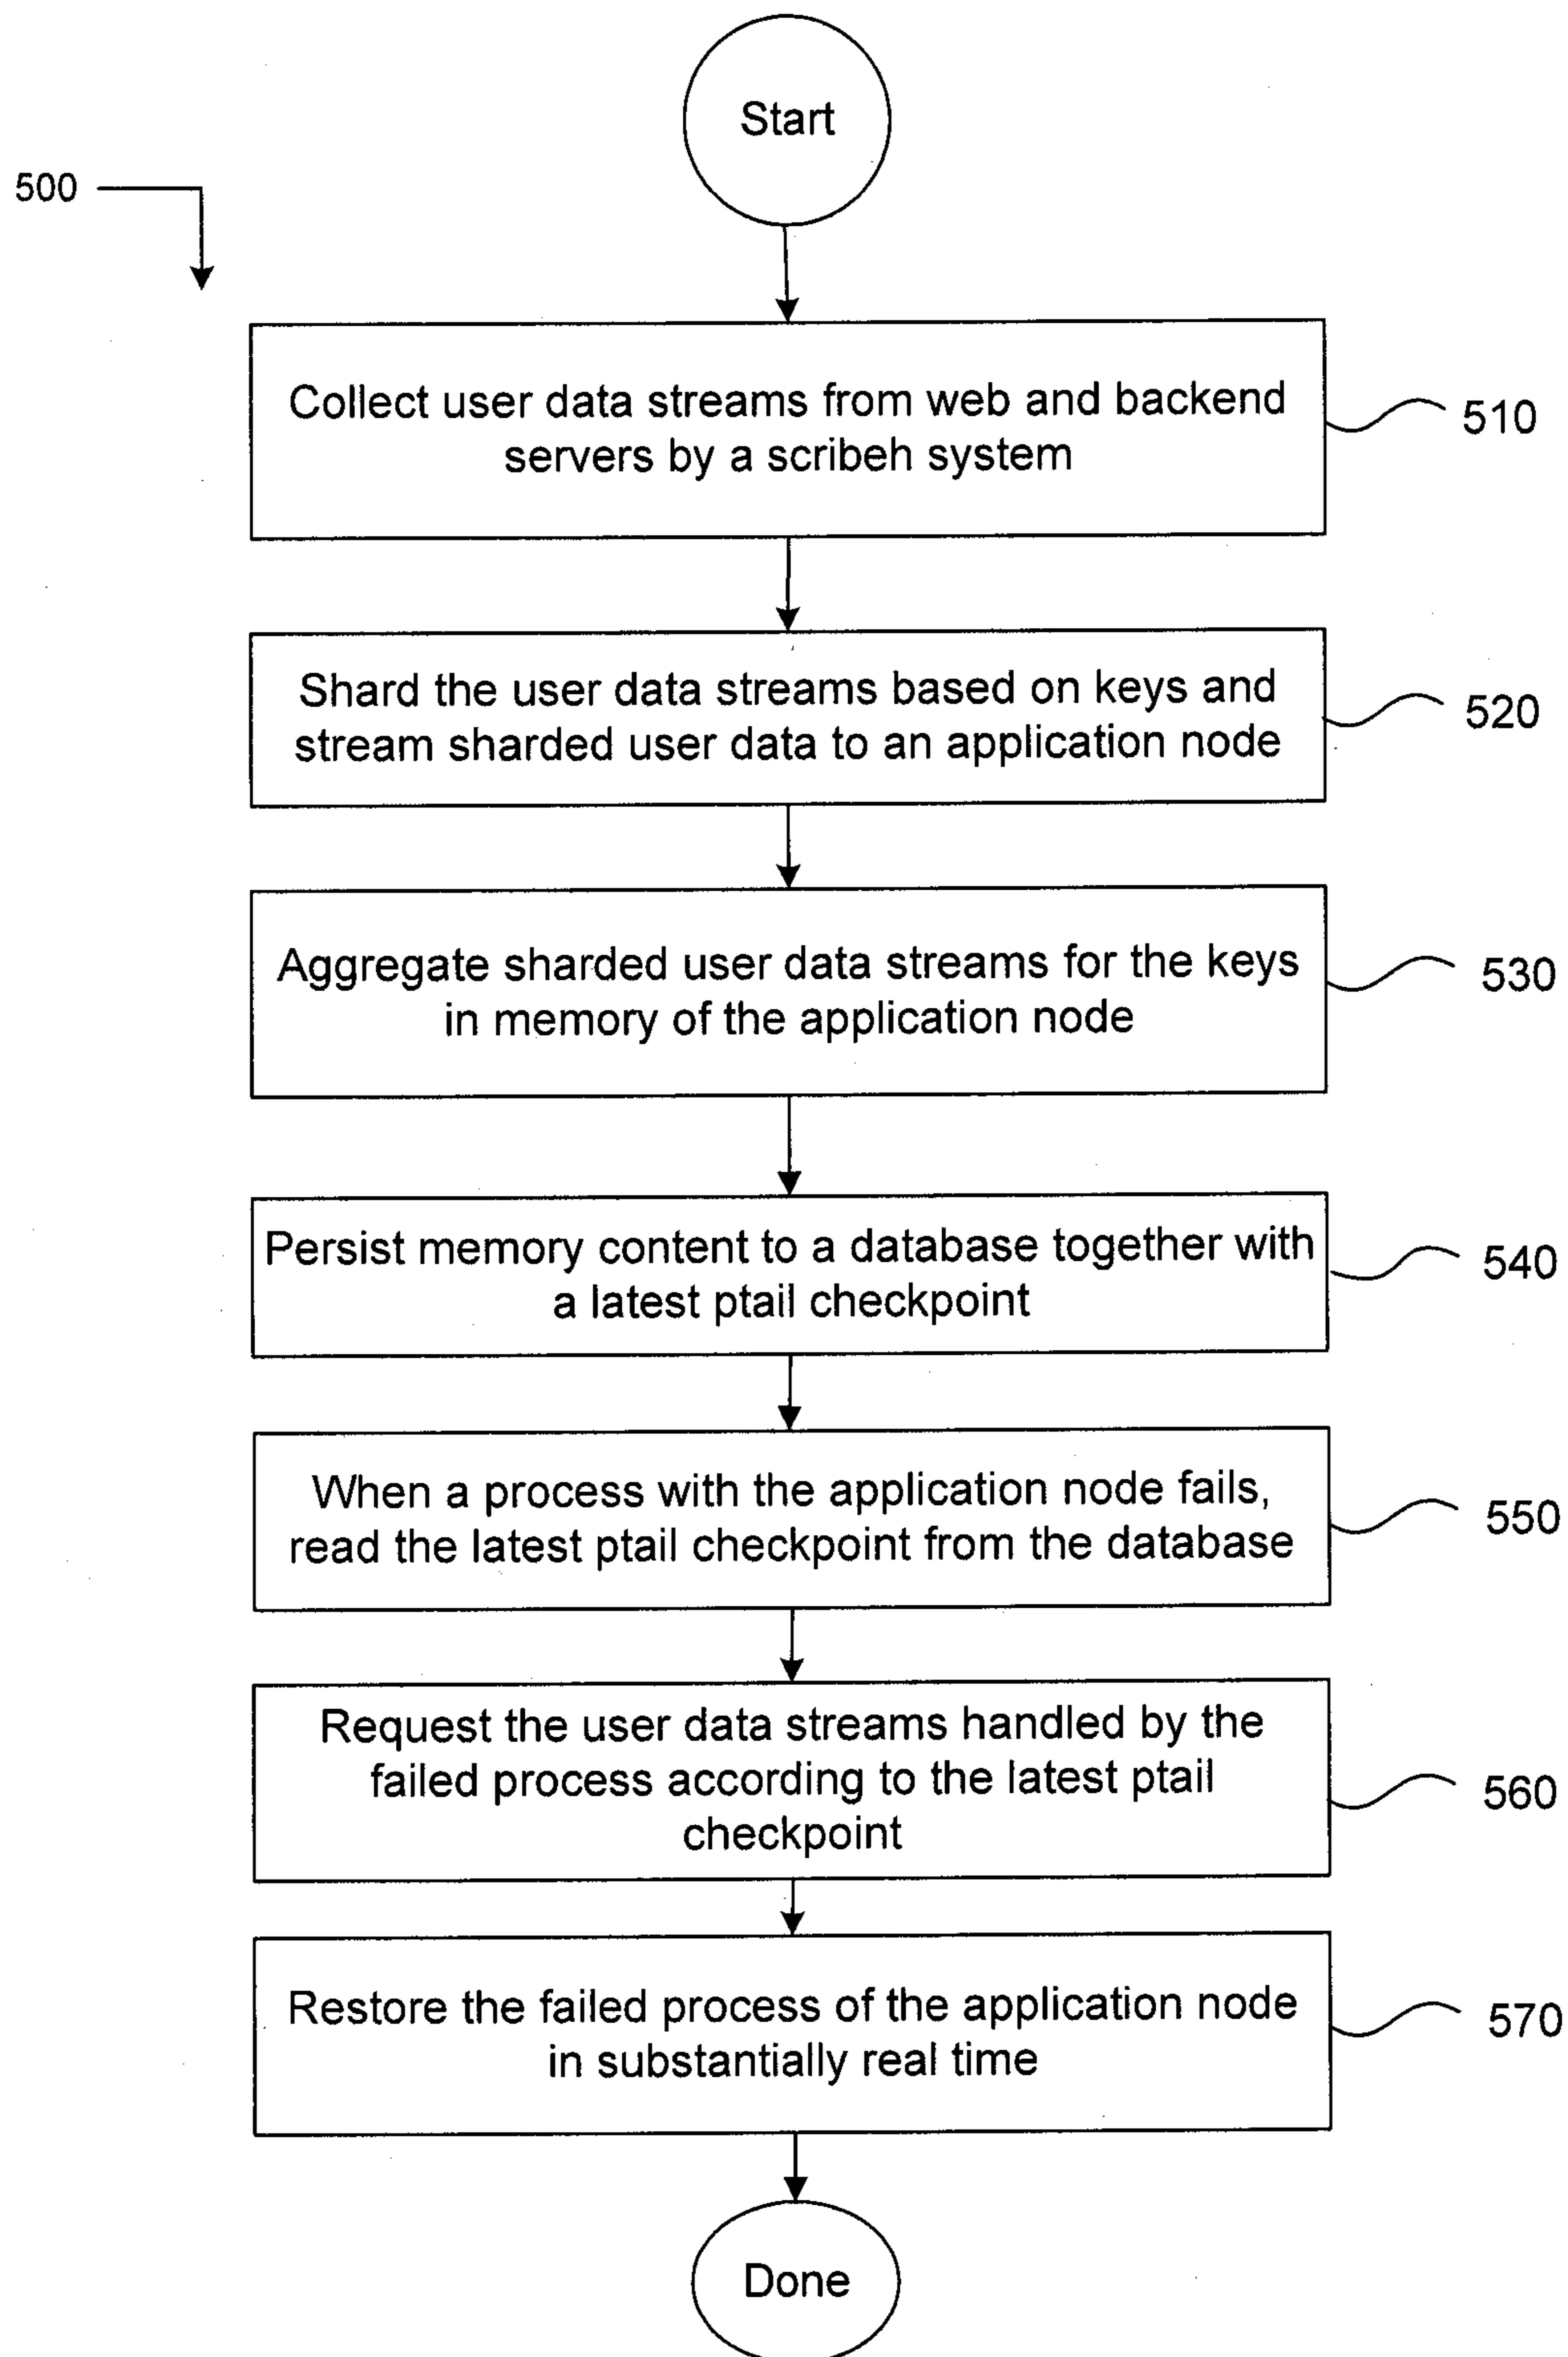 Start
500
Collect user data streams from web and backend
servers by a scribeh system
510
Shard the user data streams based on keys and
stream sharded user data to an application node
520
Aggregate sharded user data streams for the keys
in memory of the application node
530
Persist memory content to a database together with
a latest ptail checkpoint
540
When a process with the application node fails,
read the latest ptail checkpoint from the database
550
Request the user data streams handled by the
failed process according to the latest ptail
checkpoint
560
Restore the failed process of the application node
in substantially real time
570
Done